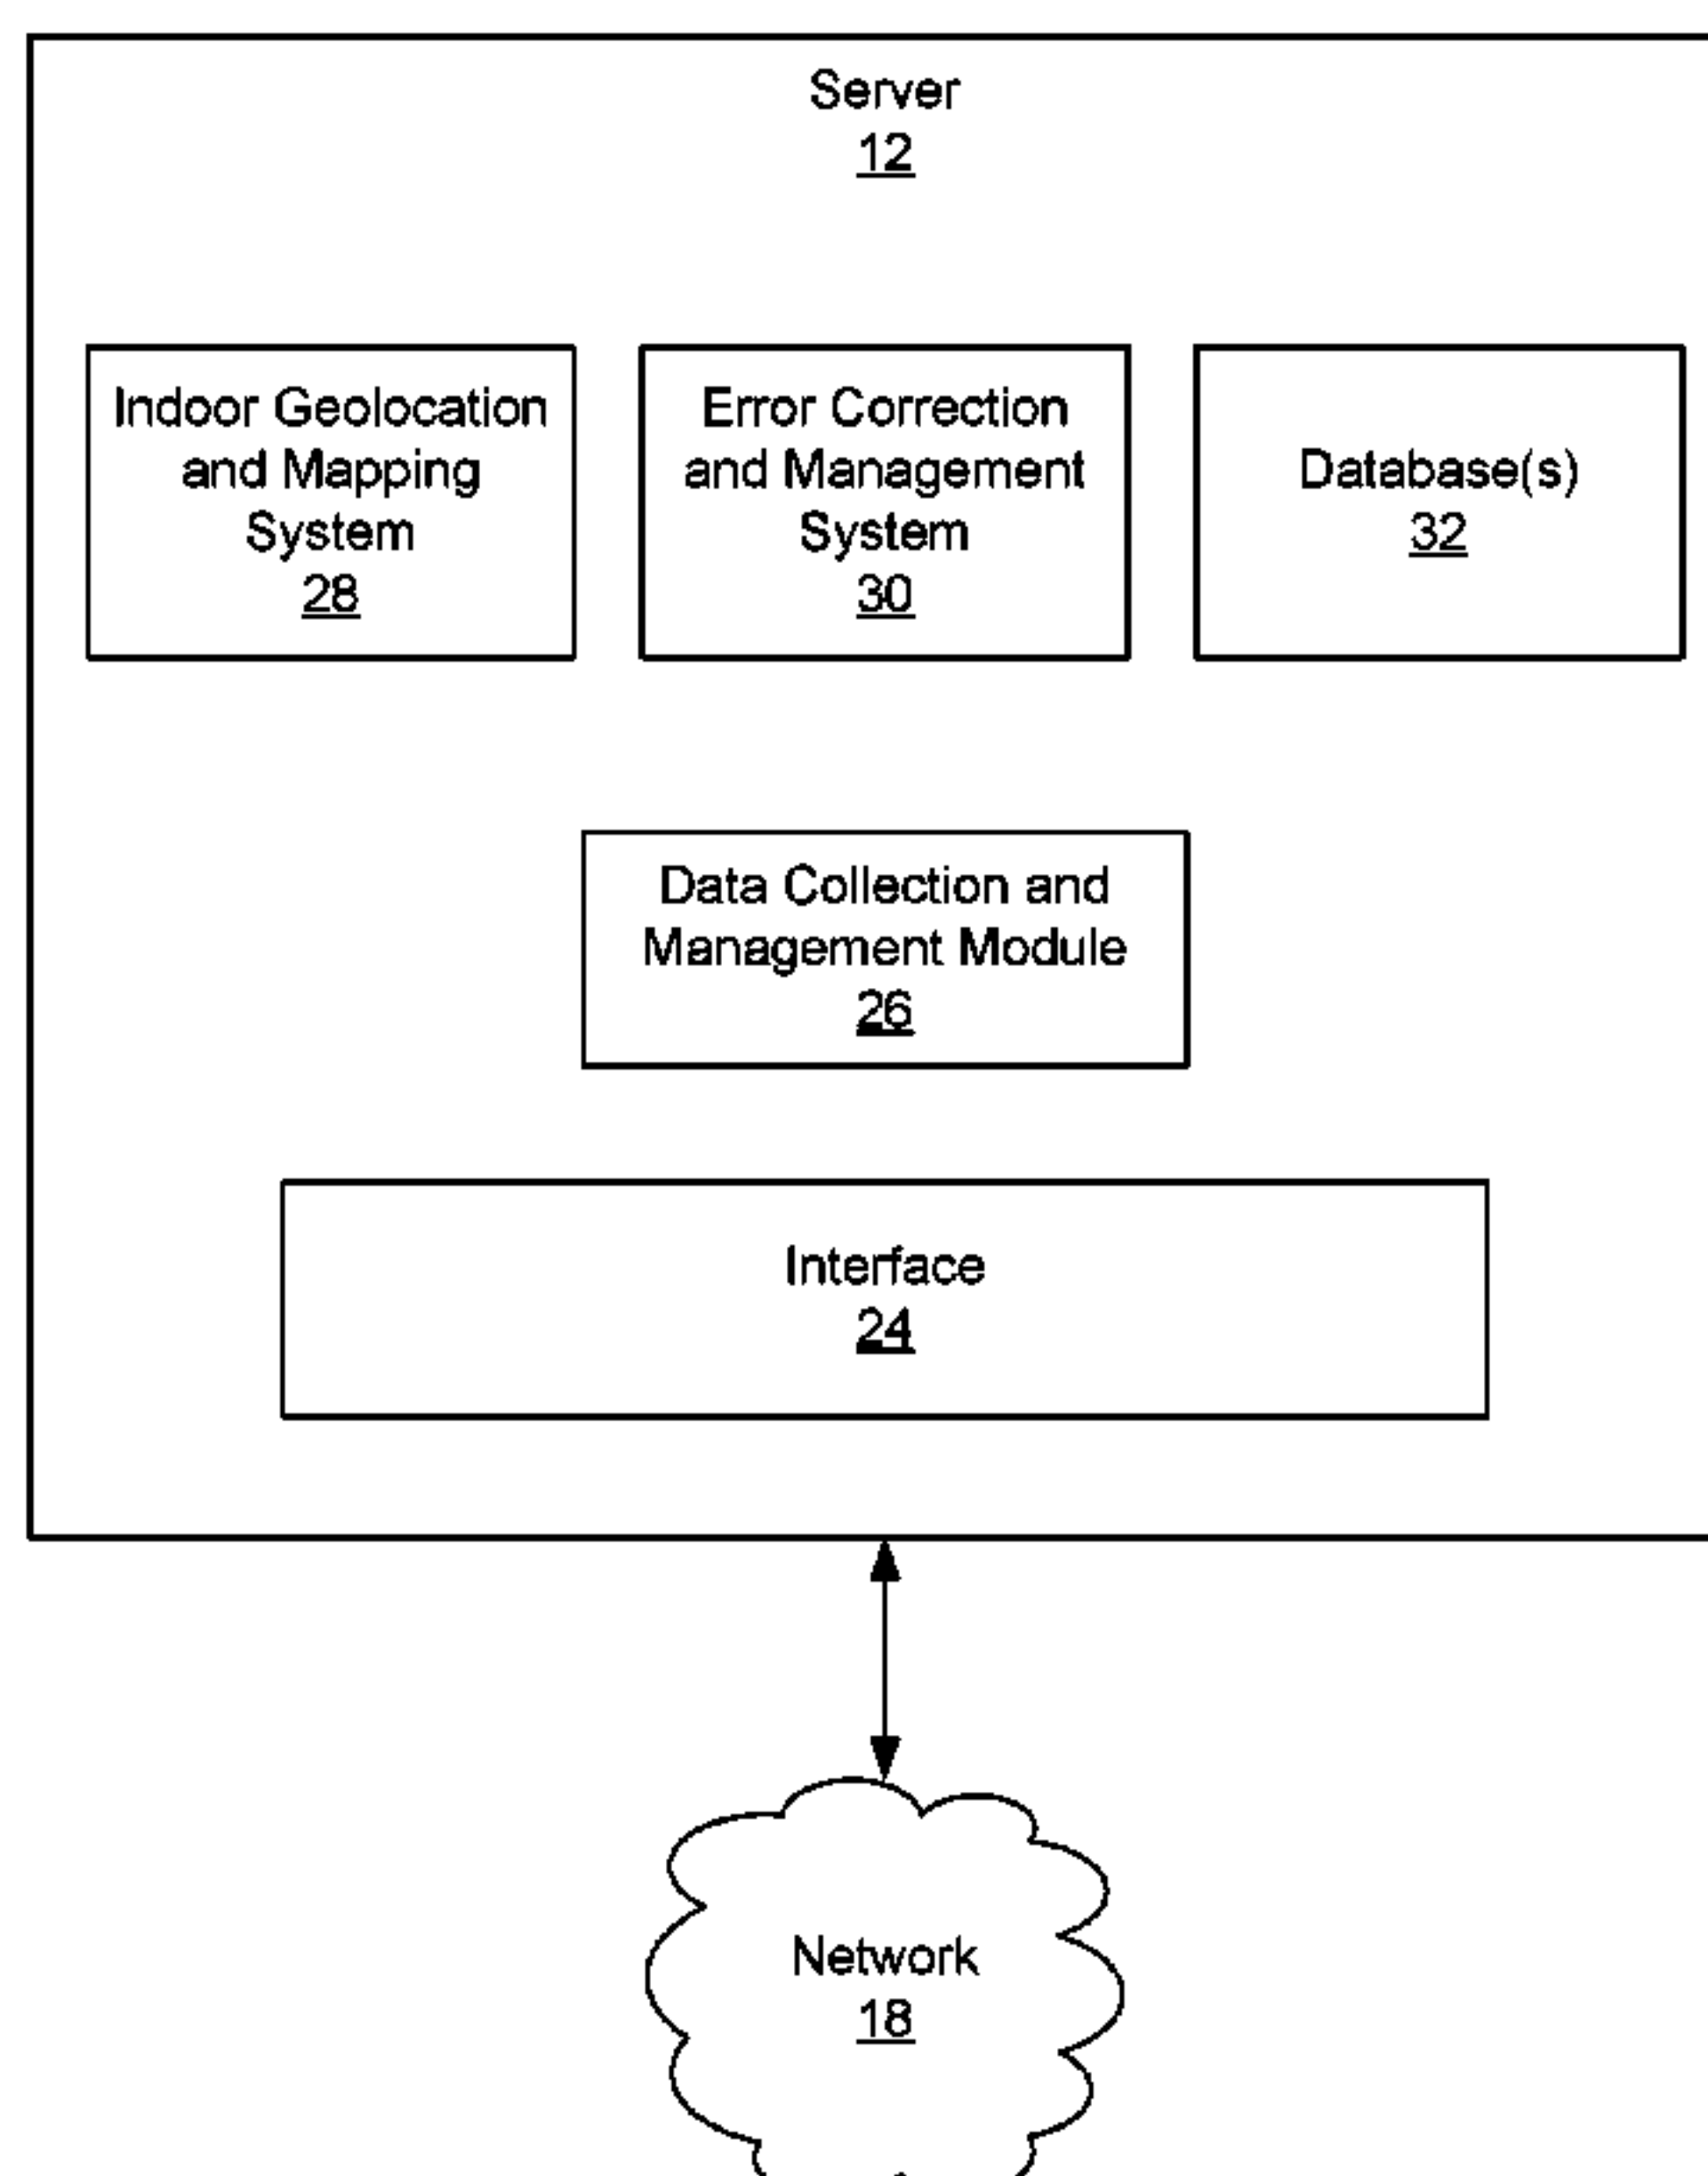 Server
12
Indoor Geolocation
and Mapping
System
28
Error Correction
and Management
System
30
Database(s)
32
Data Collection and
Management Module
26
Interface
24
Network
18